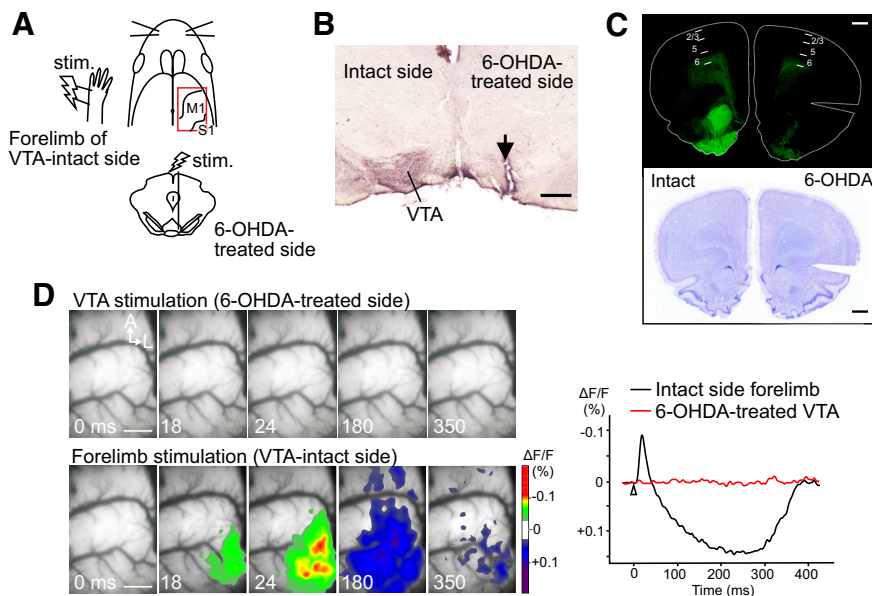 A
stim.
M1
S1
Forelimb of
VTA-intact side
stim.
6-OHDA-
treated side
B
Intact side
6-OHDA-
treated side
VTA
C
2/3
5
6
2/3
5
6
Intact
6-OHDA
D
VTA stimulation (6-OHDA-treated side)
A
L
0 ms
18
24
180
350
Forelimb stimulation (VTA-intact side)
0 ms
18
24
180
350
ΔF/F
(%)
-0.1
0
+0.1
ΔF/F
(%)
Intact side forelimb
6-OHDA-treated VTA
-0.1
0
+0.1
0 100 200 300 400
Time (ms)